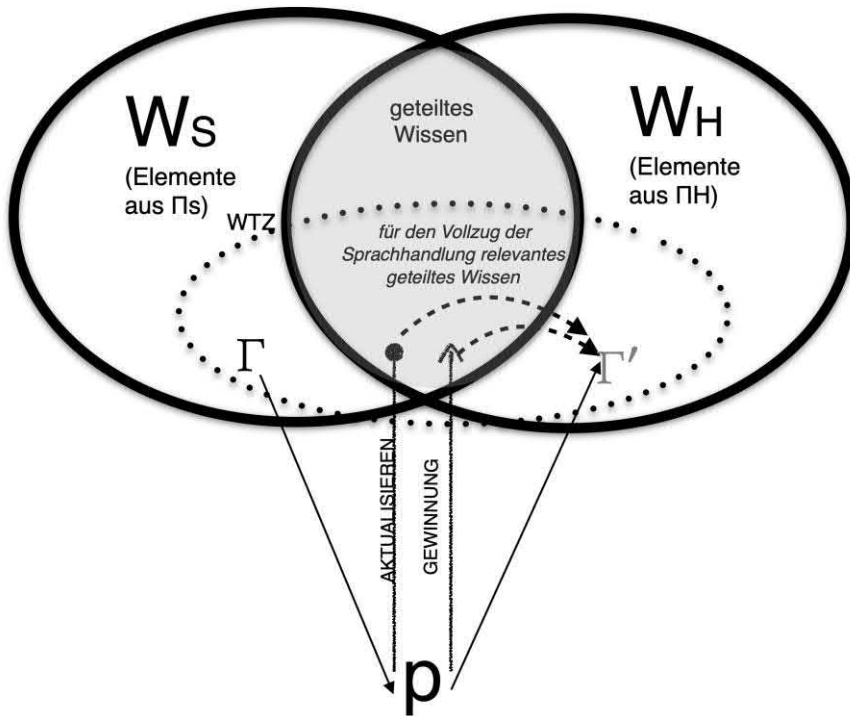 geteiltes
Wissen
WS
(Elemente
aus Πs)
WH
(Elemente
aus ΠH)
WTZ
für den Vollzug der
Sprachhandlung relevantes
geteiltes Wissen
Γ
Γ′
AKTUALISIEREN
GEWINNUNG
p